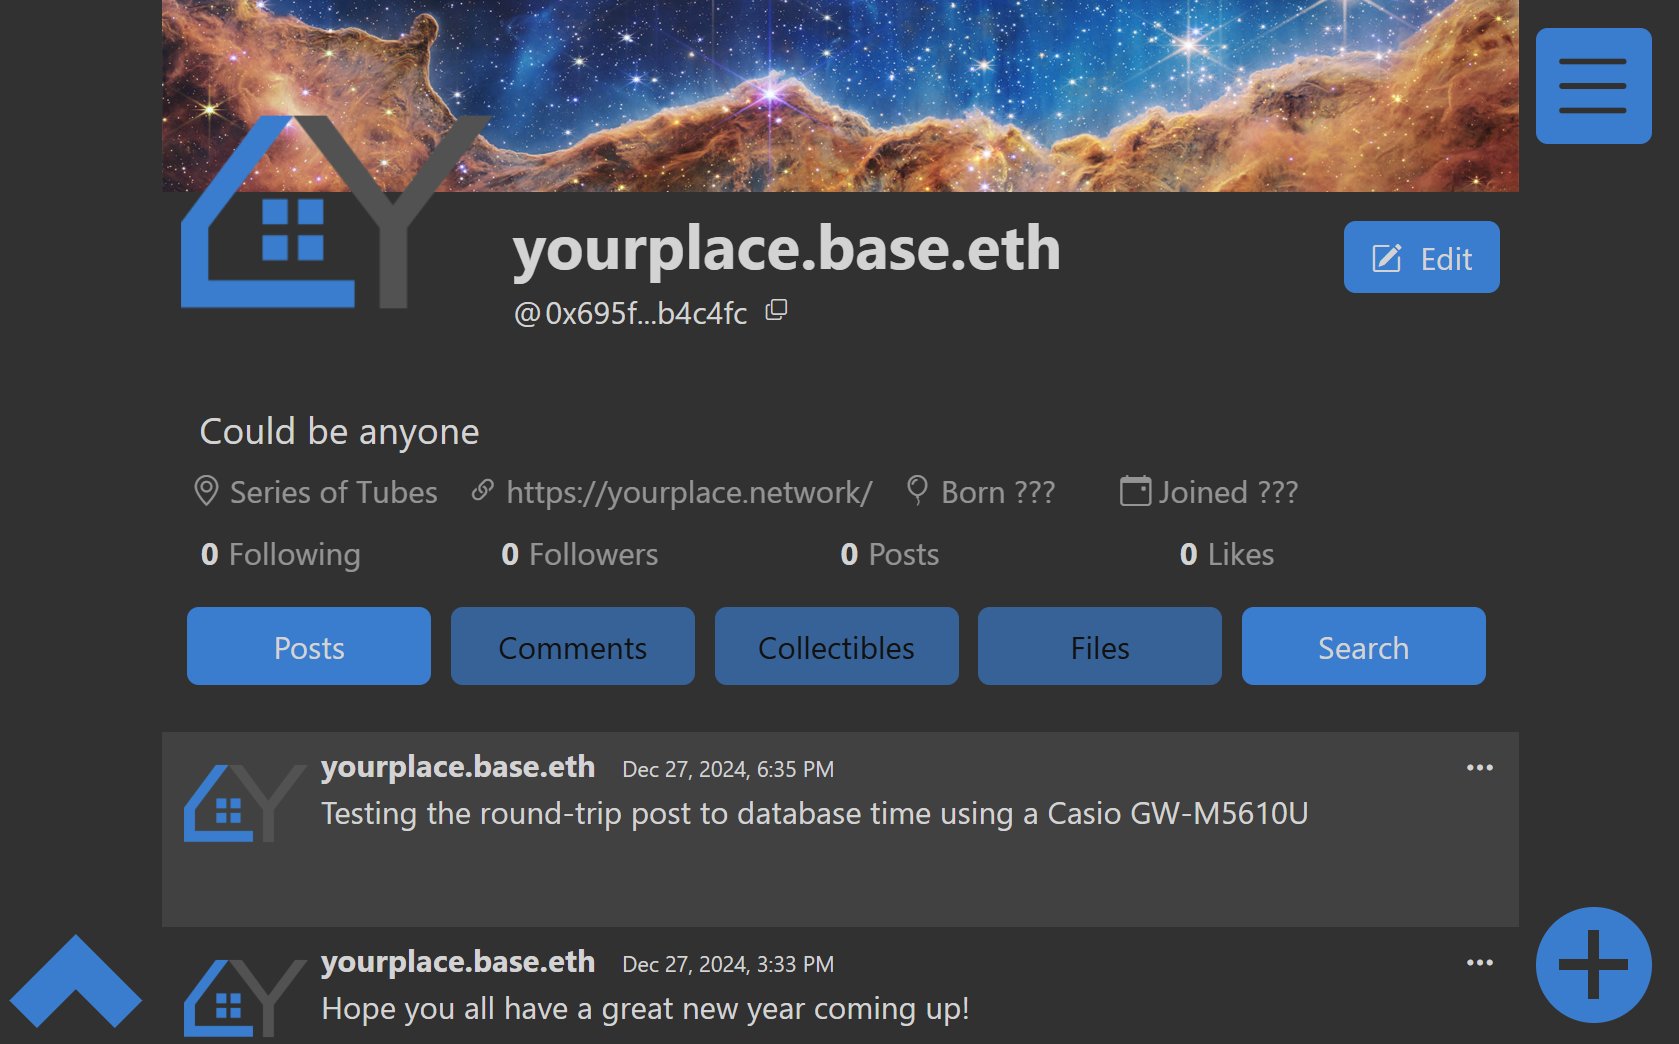 yourplace.base.eth
Edit
@0x695f...b4c4fc
Could be anyone
Series of Tubes https://yourplace.network/ Born ??? Joined ???
0 Following 0 Followers 0 Posts 0 Likes
Posts Comments Collectibles Files Search
yourplace.base.eth Dec 27, 2024, 6:35 PM
Testing the round-trip post to database time using a Casio GW-M5610U
yourplace.base.eth Dec 27, 2024, 3:33 PM
Hope you all have a great new year coming up!